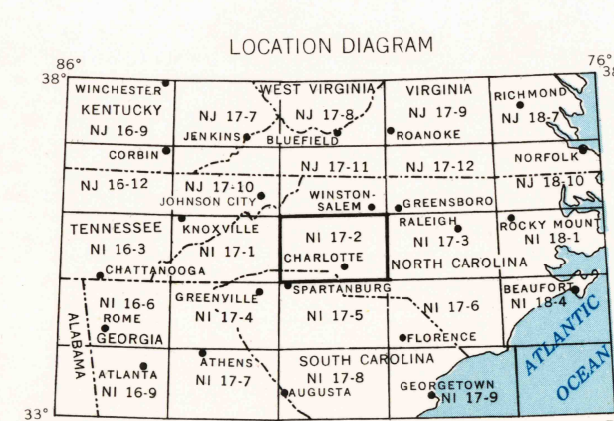 LOCATION DIAGRAM
86°
76°
38°
38
WINCHESTER
KENTUCKY
NJ 16-9
NJ 17-7
JENKINS
WEST VIRGINIA
NJ 17-8
BLUEFIELD
VIRGINIA
NJ 17-9
ROANOKE
RICHMOND
NJ 18-7
CORBIN
NJ 16-12
NJ 17-10
JOHNSON CITY
NJ 17-11
WINSTON-
SALEM
NJ 17-12
GREENSBORO
NORFOLK
NJ 18-10
TENNESSEE
NI 16-3
CHATTANOOGA
KNOXVILLE
NI 17-1
NI 17-2
CHARLOTTE
RALEIGH
NI 17-3
NORTH CAROLINA
ROCKY MOUNT
NI 18-1
NI 16-6
ROME
GEORGIA
ALABAMA
GREENVILLE
NI 17-4
SPARTANBURG
NI 17-5
NI 17-6
FLORENCE
BEAUFORT
NI 18-4
ATLANTA
NI 16-9
ATHENS
NI 17-7
SOUTH CAROLINA
NI 17-8
AUGUSTA
GEORGETOWN
NI 17-9
ATLANTIC
OCEAN
33°